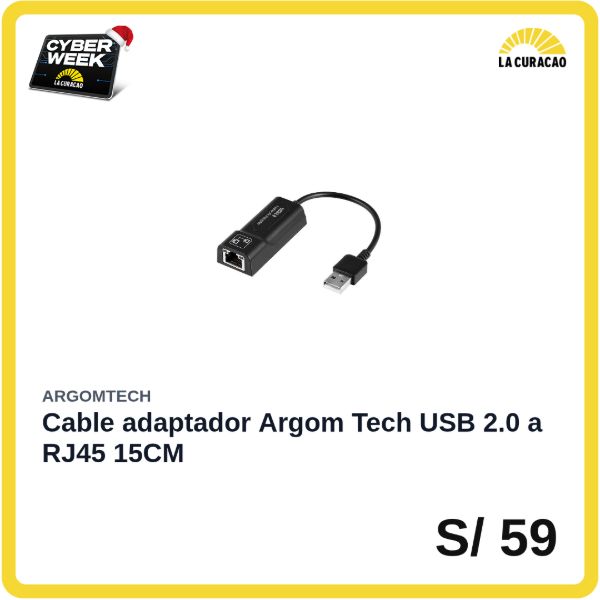 CYBER
WEEK
LA CURACAO
LA CURACAO
ARGOMTECH
Cable adaptador Argom Tech USB 2.0 a
RJ45 15CM
S/ 59